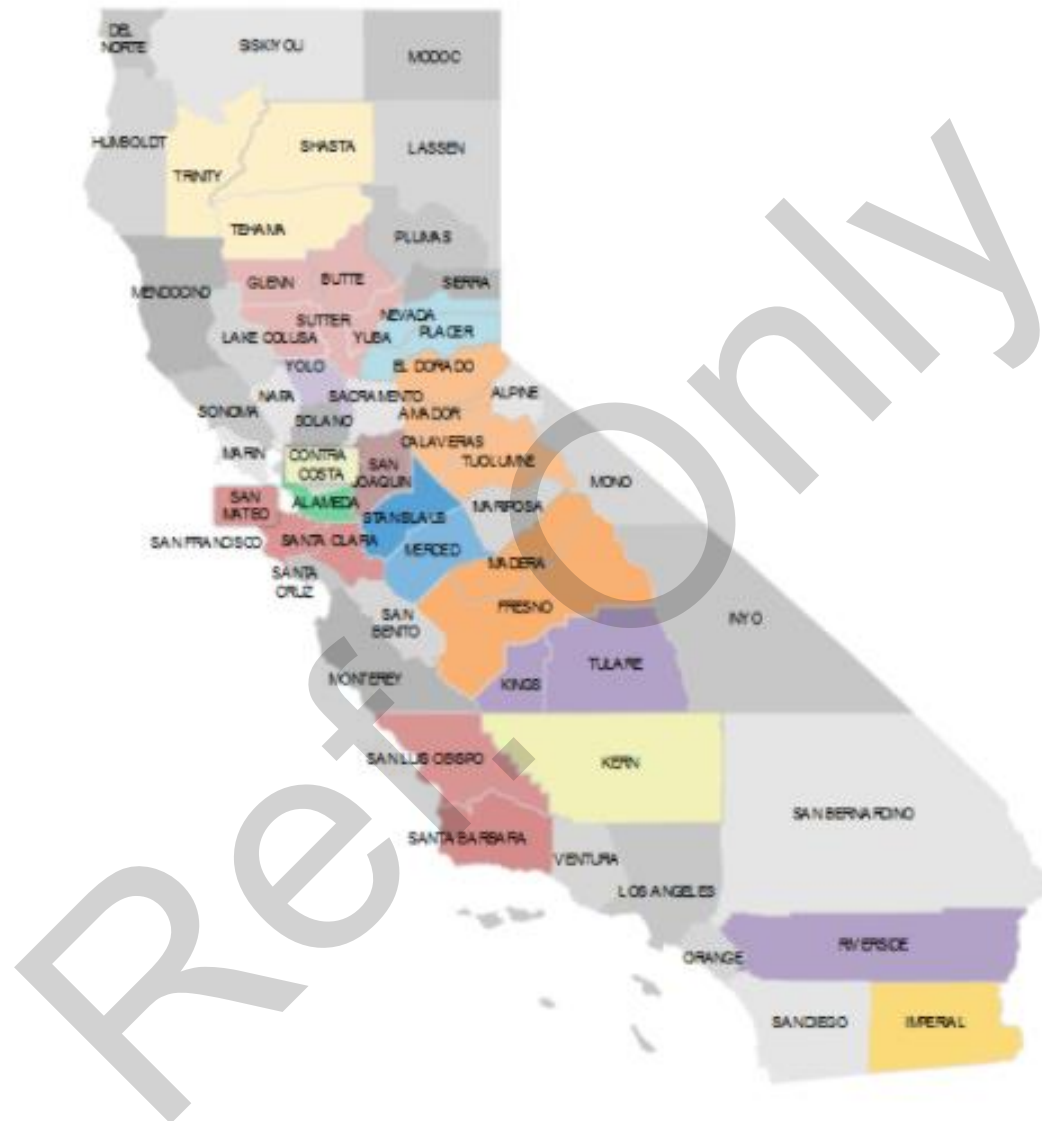 DEL
NORTE
SISKIYOU
MODOC
HUMBOLDT
TRINITY
SHASTA
LASSEN
TEHAMA
PLUMAS
MENDOCINO
GLENN
BUTTE
SERRA
LAKE COLUSA
SUTTER
YUBA
NEVADA
PLACER
YOLO
EL DORADO
NAPA
SACRAMENTO
ALPINE
SONOMA
SOLANO
AMADOR
MARIN
CONTRA
COSTA
SAN
JOAQUIN
CALAVERAS
TUOLUMNE
MONO
SAN
MATEO
ALAMEDA
STANISLAUS
MARIPOSA
SAN FRANCISCO
SANTA CLARA
MERCED
MADERA
SANTA
CRUZ
SAN
BENITO
FRESNO
INYO
MONTEREY
KINGS
TULARE
SAN LUIS OBISPO
KERN
SAN BERNARDINO
SANTA BARBARA
VENTURA
LOS ANGELES
ORANGE
RIVERSIDE
SAN DIEGO
IMPERIAL
Ref. Only